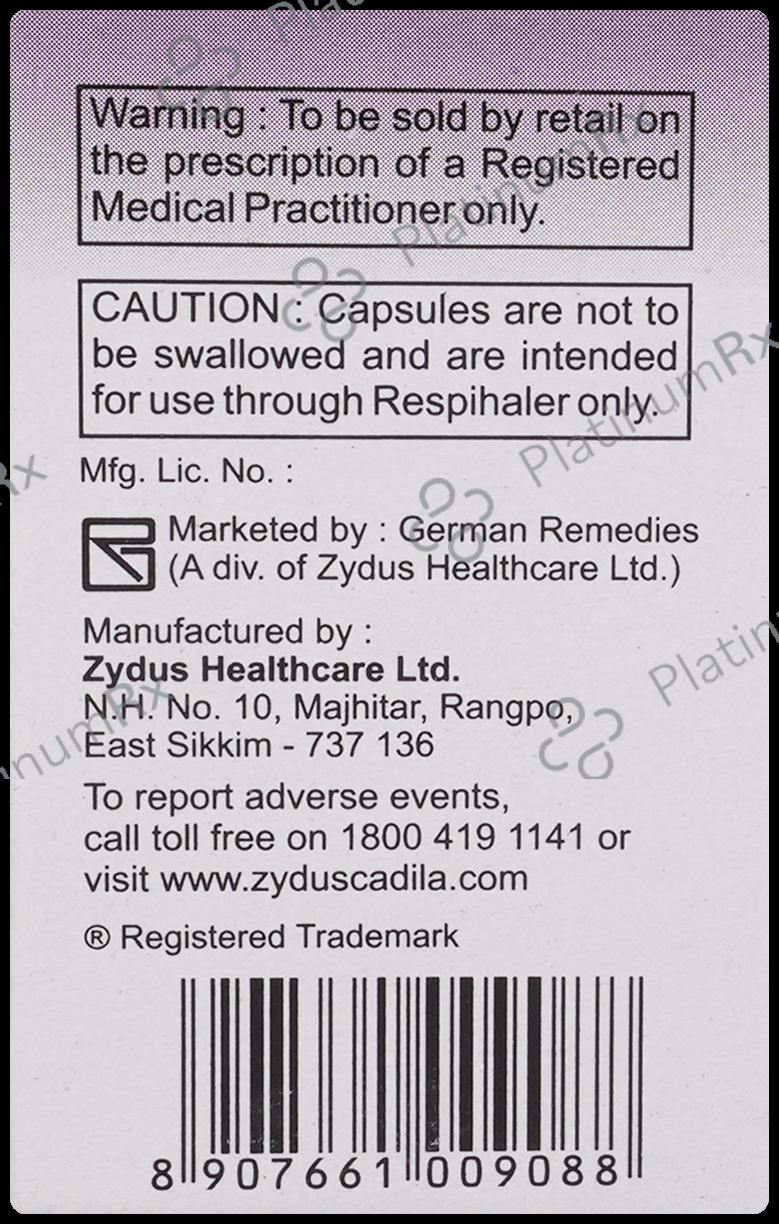 Warning : To be sold by retail on
the prescription of a Registered
Medical Practitioner only.
CAUTION : Capsules are not to
be swallowed and are intended
for use through Respihaler only.
Mfg. Lic. No. :
Marketed by : German Remedies
(A div. of Zydus Healthcare Ltd.)
Manufactured by :
Zydus Healthcare Ltd.
N.H. No. 10, Majhitar, Rangpo,
East Sikkim - 737 136
To report adverse events,
call toll free on 1800 419 1141 or
visit www.zyduscadila.com
® Registered Trademark
8 907661 009088
PlatinumRx
PlatinumRx